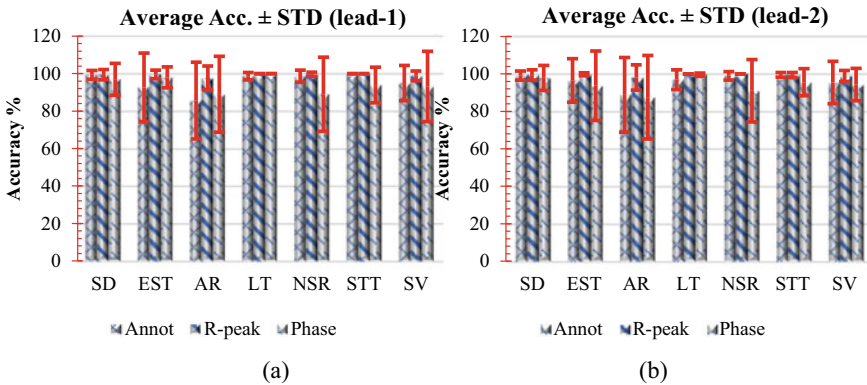 Average Acc. ± STD (lead-1)
120
100
80
60
40
20
0
Accuracy %
SD EST AR LT NSR STT SV
Annot R-peak Phase
(a)
Average Acc. ± STD (lead-2)
120
100
80
60
40
20
0
Accuracy %
SD EST AR LT NSR STT SV
Annot R-peak Phase
(b)